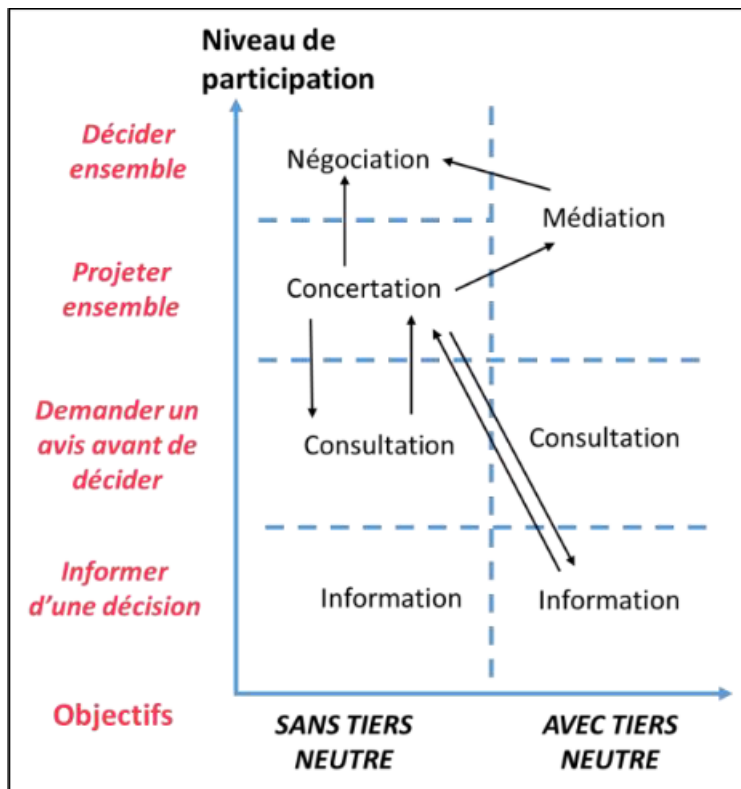 Niveau de
participation
Décider
ensemble
Négociation
Médiation
Projeter
ensemble
Concertation
Demander un
avis avant de
décider
Consultation
Consultation
Informer
d’une décision
Information
Information
Objectifs
SANS TIERS
NEUTRE
AVEC TIERS
NEUTRE